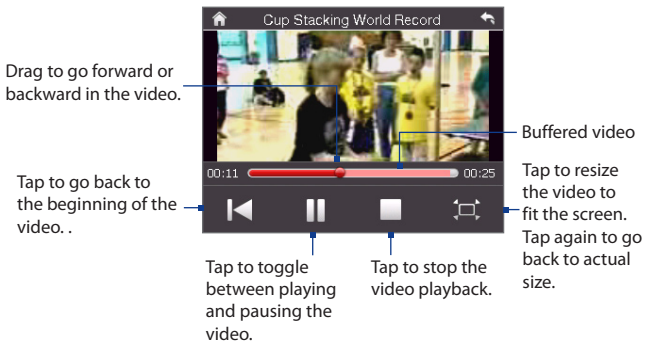 Cup Stacking World Record
Drag to go forward or
backward in the video.
Buffered video
00:11
00:25
Tap to go back to
the beginning of the
video. .
Tap to resize
the video to
fit the screen.
Tap again to go
back to actual
size.
Tap to toggle
between playing
and pausing the
video.
Tap to stop the
video playback.